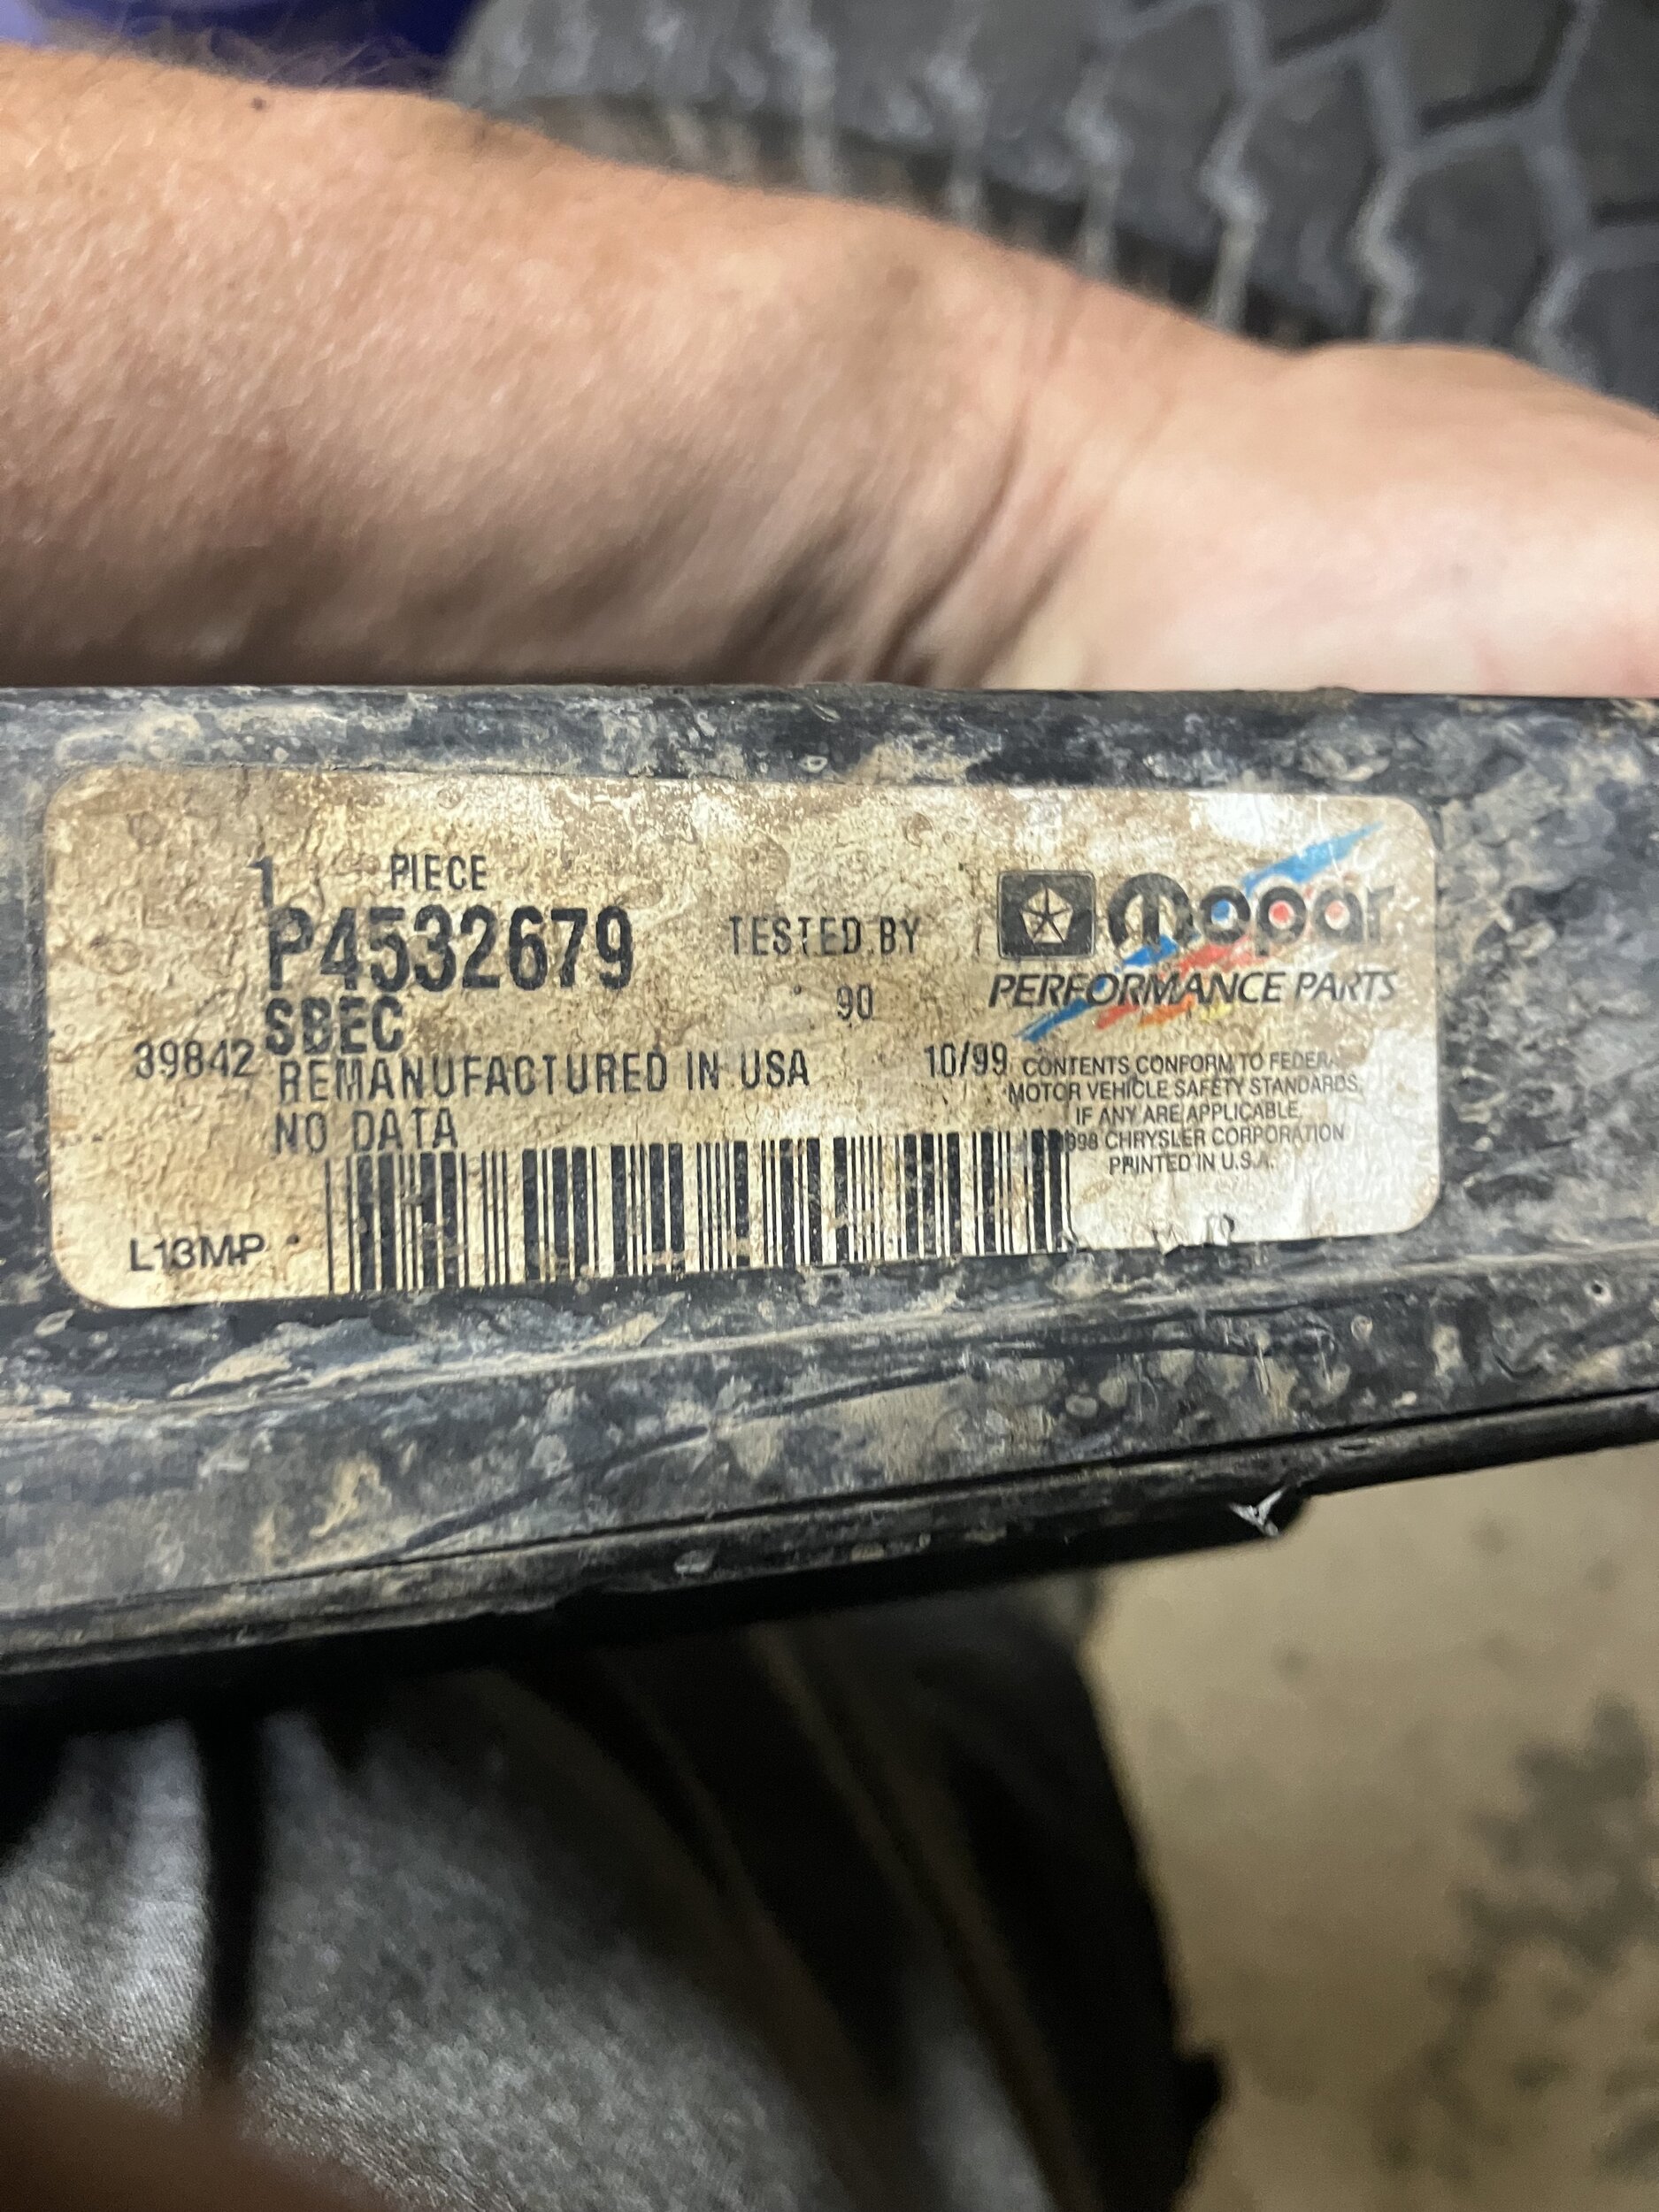 1 PIECE
P4532679
SBEC
39842
REMANUFACTURED IN USA
NO DATA
L13MP
TESTED BY
90
10/99
Mopar
PERFORMANCE PARTS
CONTENTS CONFORM TO FEDERAL
MOTOR VEHICLE SAFETY STANDARDS,
IF ANY ARE APPLICABLE.
1998 CHRYSLER CORPORATION
PRINTED IN U.S.A.